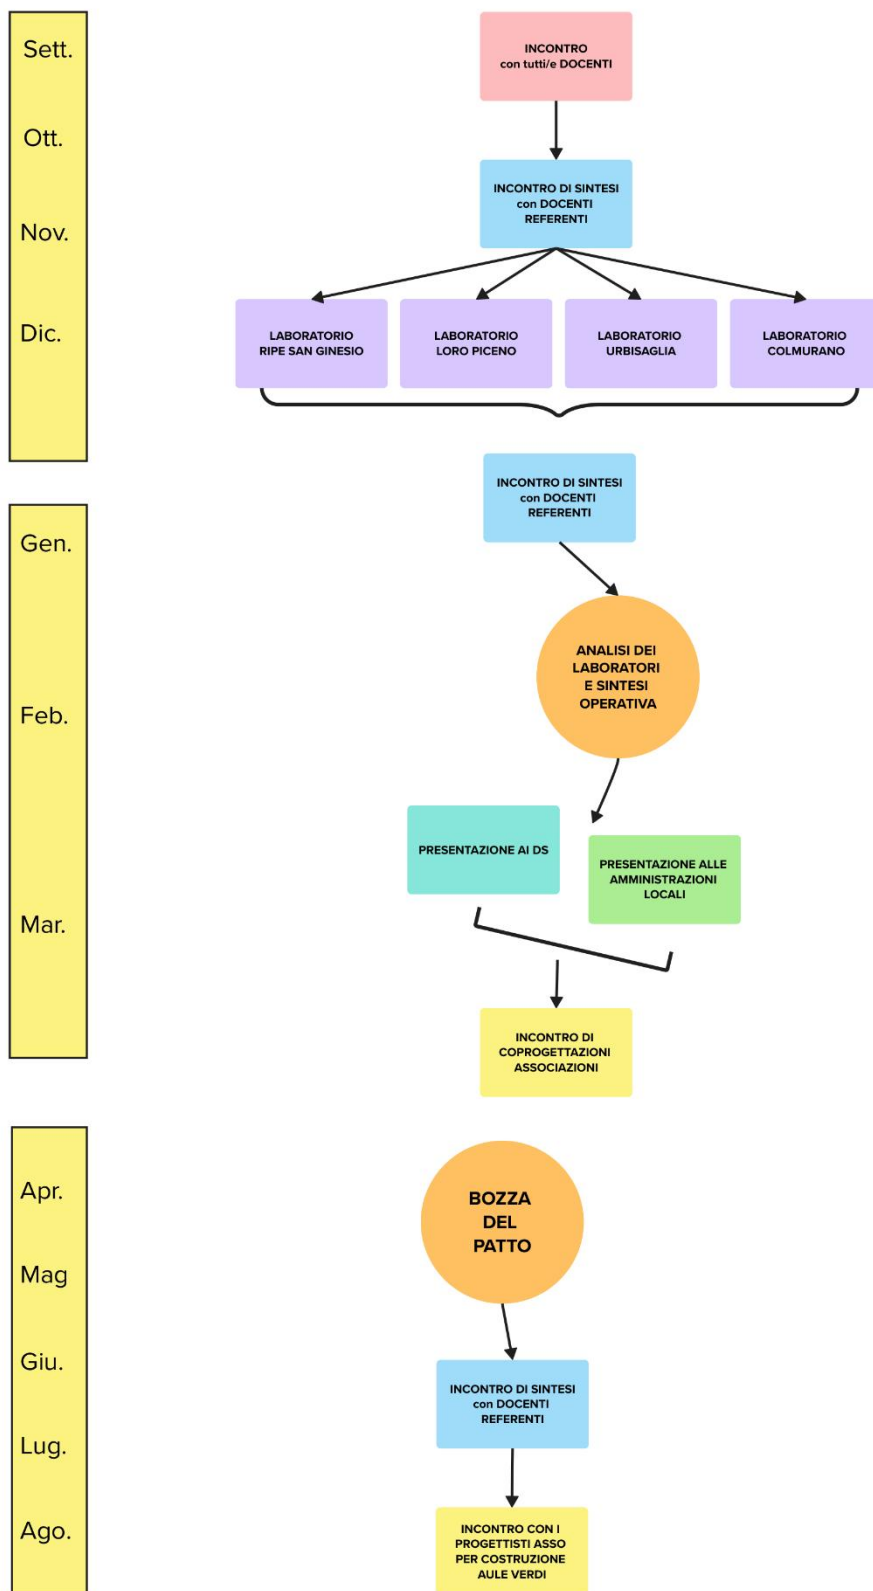 Sett.
INCONTRO
con tutti/e DOCENTI
Ott.
INCONTRO DI SINTESI
con DOCENTI
REFERENTI
Nov.
Dic.
LABORATORIO
RIPE SAN GINESIO
LABORATORIO
LORO PICENO
LABORATORIO
URBISAGLIA
LABORATORIO
COLMURANO
INCONTRO DI SINTESI
con DOCENTI
REFERENTI
Gen.
ANALISI DEI
LABORATORI
E SINTESI
OPERATIVA
Feb.
PRESENTAZIONE AI DS
PRESENTAZIONE ALLE
AMMINISTRAZIONI
LOCALI
Mar.
INCONTRO DI
COPROGETTAZIONI
ASSOCIAZIONI
Apr.
BOZZA
DEL
PATTO
Mag
Giu.
INCONTRO DI SINTESI
con DOCENTI
REFERENTI
Lug.
Ago.
INCONTRO CON I
PROGETTISTI ASSO
PER COSTRUZIONE
AULE VERDI